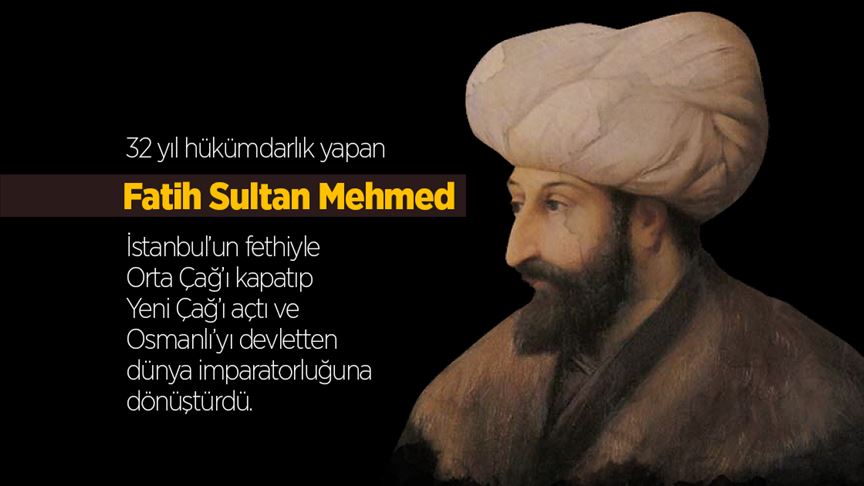 32 yıl hükümdarlık yapan
Fatih Sultan Mehmed
İstanbul'un fethiyle
Orta Çağ'ı kapatıp
Yeni Çağ'ı açtı ve
Osmanlı'yı devletten
dünya imparatorluğuna
dönüştürdü.